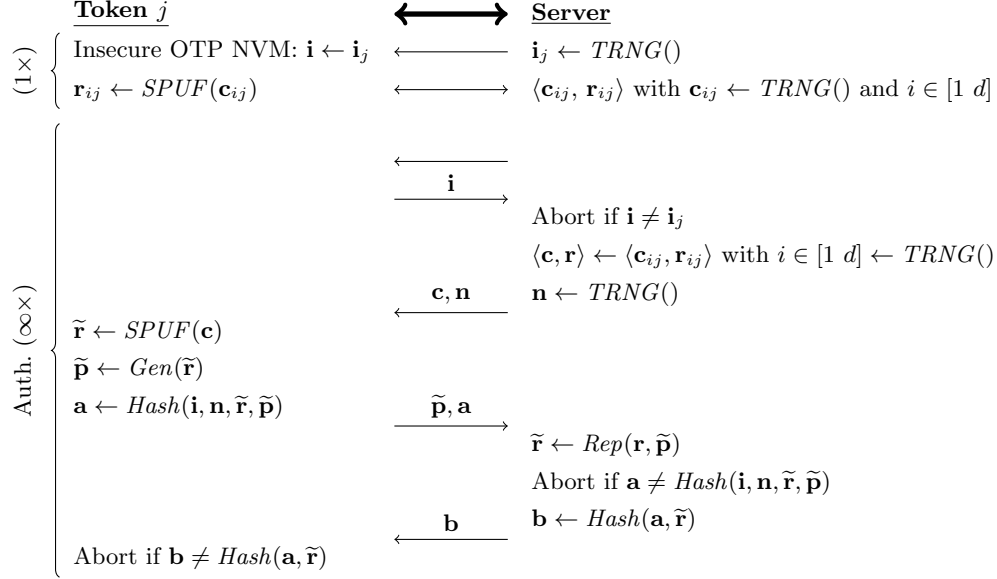 Token j Server
(1×)
Insecure OTP NVM: i ← i_j i_j ← TRNG()
r_ij ← SPUF(c_ij) ⟨c_ij, r_ij⟩ with c_ij ← TRNG() and i ∈ [1 d]
Auth. (∞×)
i
Abort if i ≠ i_j
⟨c, r⟩ ← ⟨c_ij, r_ij⟩ with i ∈ [1 d] ← TRNG()
c, n n ← TRNG()
r̃ ← SPUF(c)
p̃ ← Gen(r̃)
a ← Hash(i, n, r̃, p̃) p̃, a
r̃ ← Rep(r, p̃)
Abort if a ≠ Hash(i, n, r̃, p̃)
b b ← Hash(a, r̃)
Abort if b ≠ Hash(a, r̃)